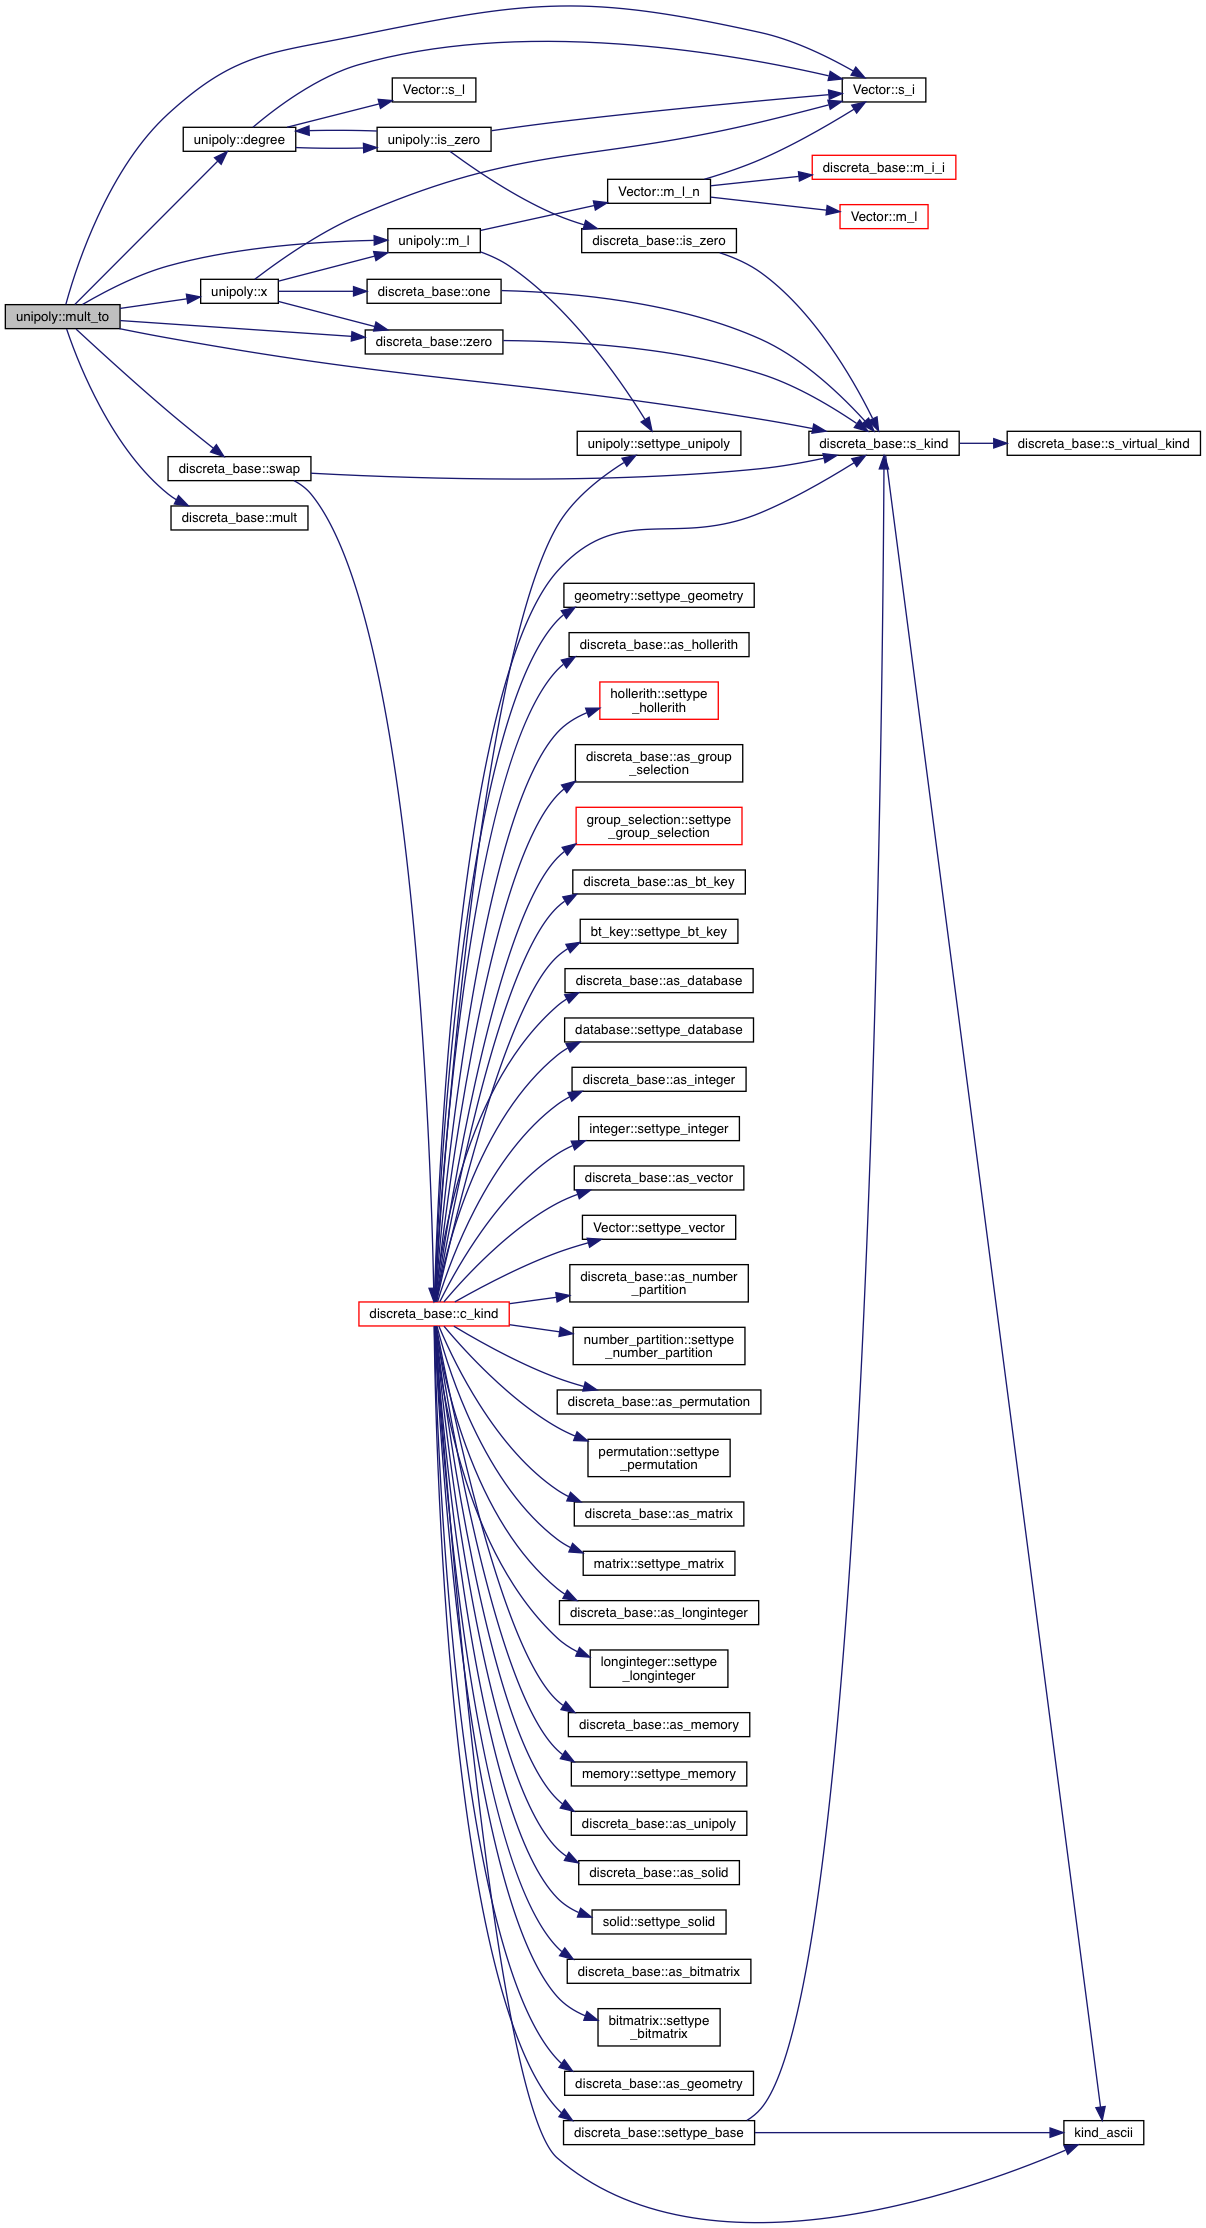 Vector::s_l
Vector::s_i
unipoly::degree
unipoly::is_zero
discreta_base::m_i_i
Vector::m_l_n
Vector::m_l
unipoly::m_l
discreta_base::is_zero
unipoly::x
discreta_base::one
unipoly::mult_to
discreta_base::zero
unipoly::settype_unipoly
discreta_base::s_kind
discreta_base::s_virtual_kind
discreta_base::swap
discreta_base::mult
geometry::settype_geometry
discreta_base::as_hollerith
hollerith::settype
_hollerith
discreta_base::as_group
_selection
group_selection::settype
_group_selection
discreta_base::as_bt_key
bt_key::settype_bt_key
discreta_base::as_database
database::settype_database
discreta_base::as_integer
integer::settype_integer
discreta_base::as_vector
Vector::settype_vector
discreta_base::as_number
_partition
discreta_base::c_kind
number_partition::settype
_number_partition
discreta_base::as_permutation
permutation::settype
_permutation
discreta_base::as_matrix
matrix::settype_matrix
discreta_base::as_longinteger
longinteger::settype
_longinteger
discreta_base::as_memory
memory::settype_memory
discreta_base::as_unipoly
discreta_base::as_solid
solid::settype_solid
discreta_base::as_bitmatrix
bitmatrix::settype
_bitmatrix
discreta_base::as_geometry
discreta_base::settype_base
kind_ascii